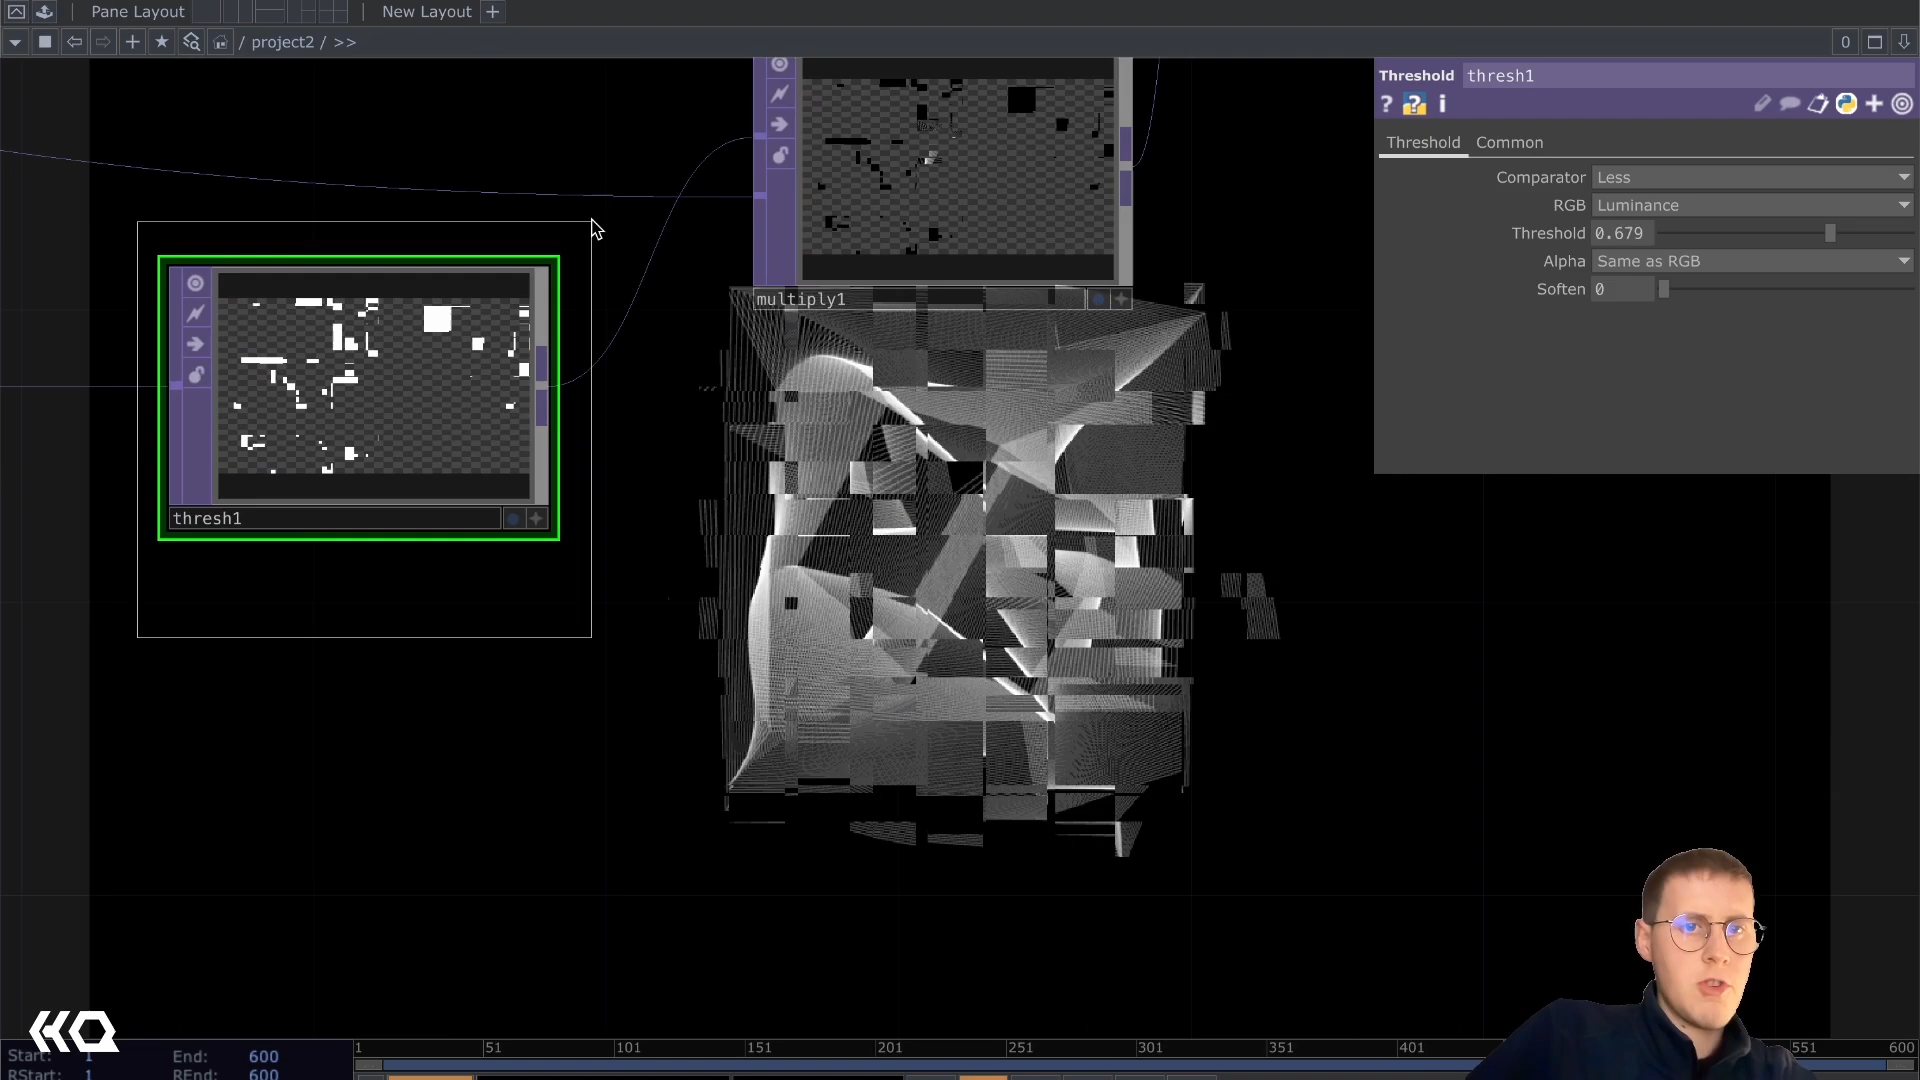 Pane Layout New Layout +
/ project2 / >> 0
Threshold thresh1
? ? i
Threshold Common
Comparator Less
RGB Luminance
Threshold 0.679
Alpha Same as RGB
Soften 0
multiply1
thresh1
HQ
1 51 101 151 201 251 301 351 401 551 600
Start: 1 End: 600
RStart: 1 REnd: 600